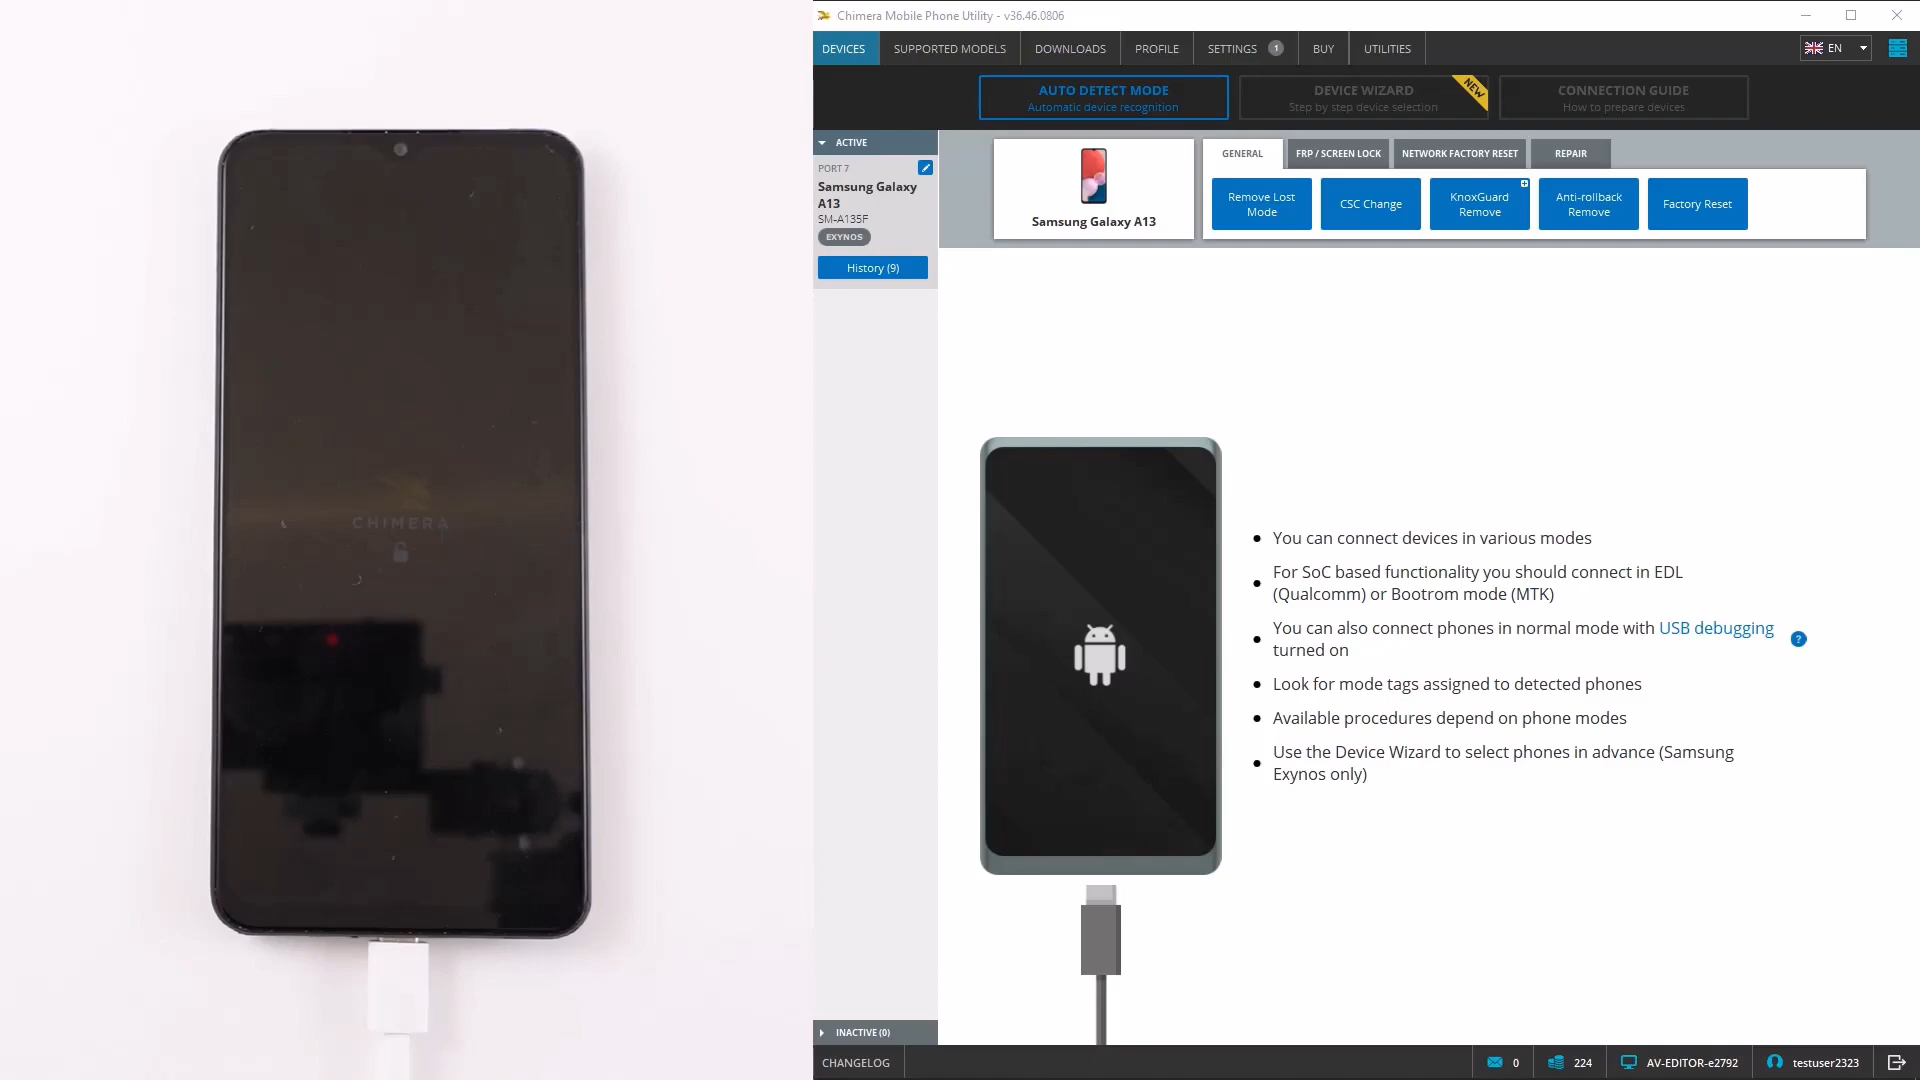 CHIMERA
Chimera Mobile Phone Utility - v36.46.0806
DEVICES
SUPPORTED MODELS
DOWNLOADS
PROFILE
SETTINGS 1
BUY
UTILITIES
EN
AUTO DETECT MODE
Automatic device recognition
DEVICE WIZARD
Step by step device selection
NEW
CONNECTION GUIDE
How to prepare devices
ACTIVE
PORT 7
Samsung Galaxy
A13
SM-A135F
EXYNOS
History (9)
Samsung Galaxy A13
GENERAL
FRP / SCREEN LOCK
NETWORK FACTORY RESET
REPAIR
Remove Lost
Mode
CSC Change
KnoxGuard
Remove
Anti-rollback
Remove
Factory Reset
You can connect devices in various modes
For SoC based functionality you should connect in EDL
(Qualcomm) or Bootrom mode (MTK)
You can also connect phones in normal mode with USB debugging
turned on
?
Look for mode tags assigned to detected phones
Available procedures depend on phone modes
Use the Device Wizard to select phones in advance (Samsung
Exynos only)
INACTIVE (0)
CHANGELOG
0
224
AV-EDITOR-e2792
testuser2323